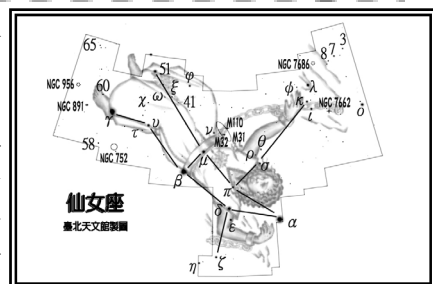 65
51
ξ
φ
3
7
8
NGC 7686
NGC 956
60
χ
ω
41
φ
λ
κ
ι
NGC 7662
ο
NGC 891
γ
τ
υ
ν
M110
M31
M32
58
NGC 752
μ
θ
ρ
σ
β
π
仙女座
臺北天文館製圖
δ
ε
α
η
ζ